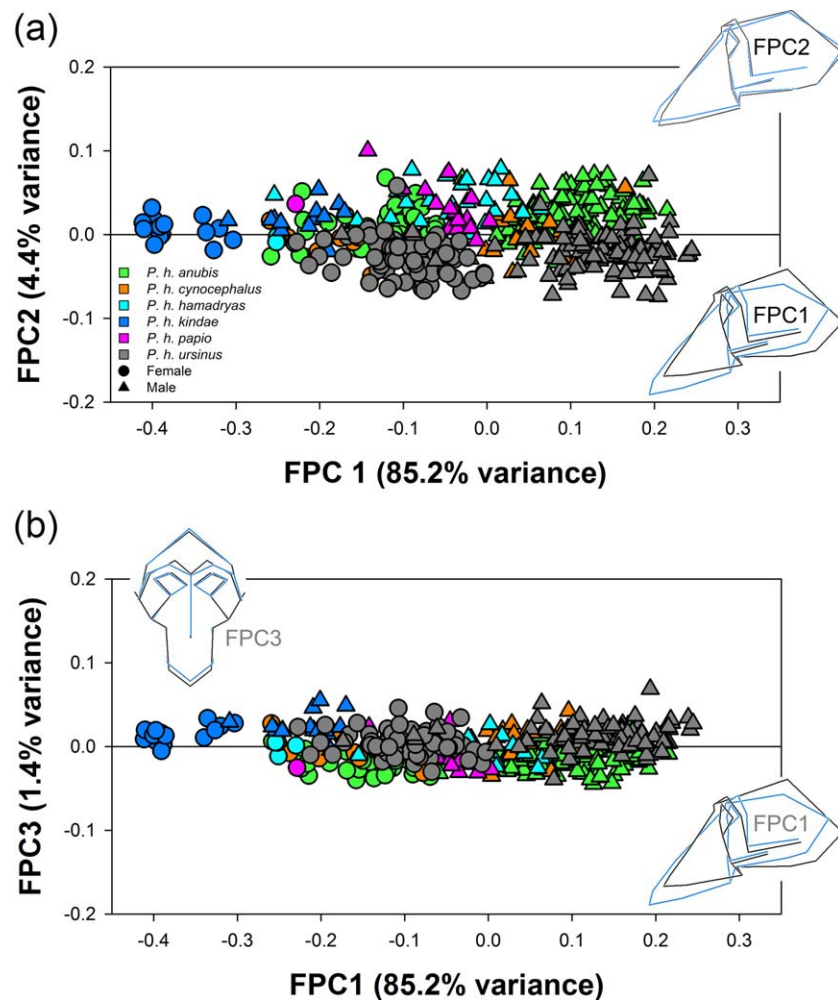 (a)
FPC2
0.2
0.1
0.0
-0.1
-0.2
FPC2 (4.4% variance)
P. h. anubis
P. h. cynocephalus
P. h. hamadryas
P. h. kindae
P. h. papio
P. h. ursinus
Female
Male
FPC1
-0.4 -0.3 -0.2 -0.1 0.0 0.1 0.2 0.3
FPC 1 (85.2% variance)
(b)
0.2
0.1
0.0
-0.1
-0.2
FPC3 (1.4% variance)
FPC3
FPC1
-0.4 -0.3 -0.2 -0.1 0.0 0.1 0.2 0.3
FPC1 (85.2% variance)